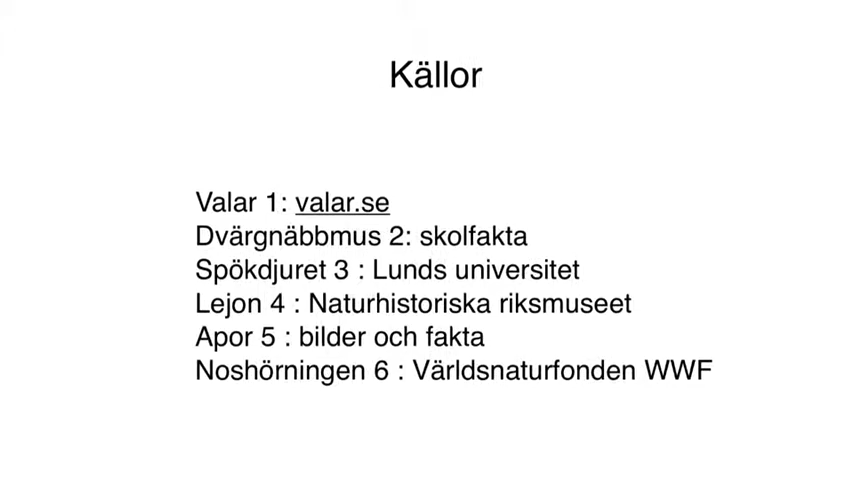 Källor
Valar 1: valar.se
Dvärgnäbbmus 2: skolfakta
Spökdjuret 3 : Lunds universitet
Lejon 4 : Naturhistoriska riksmuseet
Apor 5 : bilder och fakta
Noshörningen 6 : Världsnaturfonden WWF